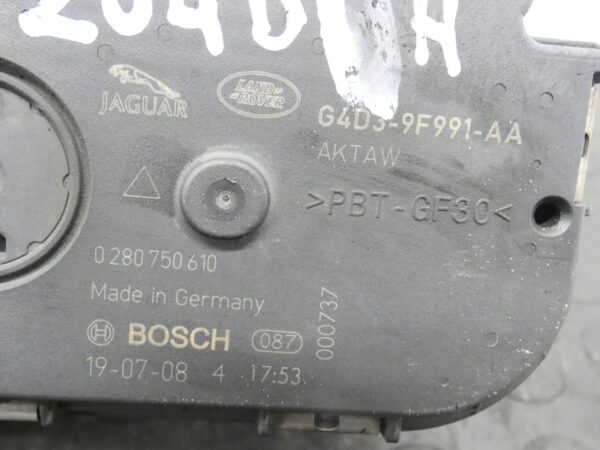 204DTA
JAGUAR
LAND
ROVER
G4D3-9F991-AA
AKTAW
>PBT-GF30<
0 280 750 610
Made in Germany
BOSCH 087
000737
19-07-08 4 17:53